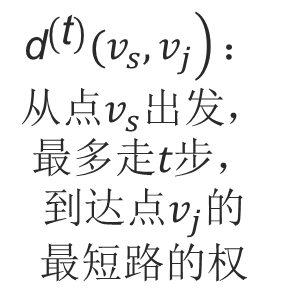 d^{(t)}(v_s, v_j):
从点v_s出发，
最多走t步，
到达点v_j的
最短路的权